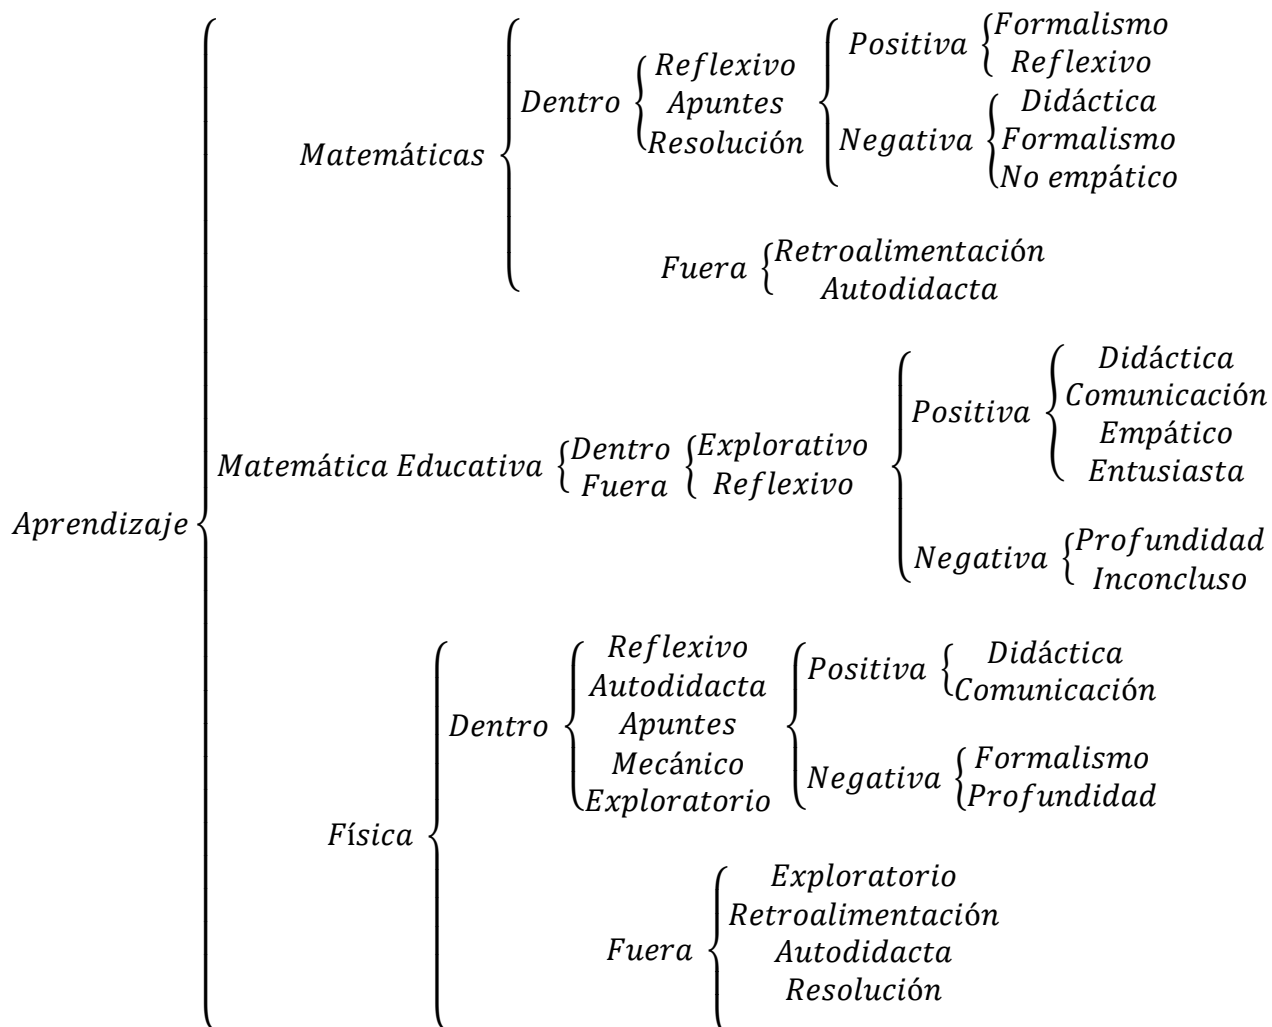 Aprendizaje
Matemáticas
Dentro
Reflexivo
Apuntes
Resolución
Positiva
Formalismo
Reflexivo
Negativa
Didáctica
Formalismo
No empático
Fuera
Retroalimentación
Autodidacta
Matemática Educativa
Dentro
Fuera
Explorativo
Reflexivo
Positiva
Didáctica
Comunicación
Empático
Entusiasta
Negativa
Profundidad
Inconcluso
Física
Dentro
Reflexivo
Autodidacta
Apuntes
Mecánico
Exploratorio
Positiva
Didáctica
Comunicación
Negativa
Formalismo
Profundidad
Fuera
Exploratorio
Retroalimentación
Autodidacta
Resolución